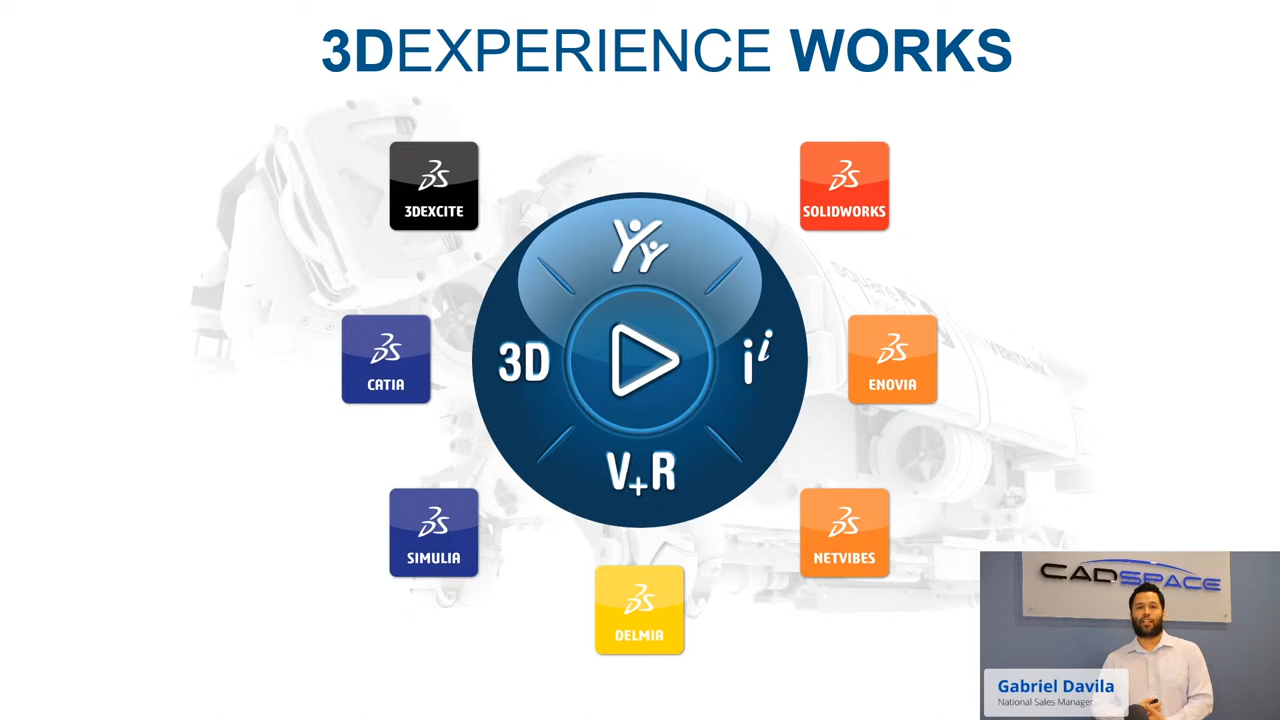 3DEXPERIENCE WORKS
3DEXCITE
SOLIDWORKS
3D
i i
V+R
CATIA
ENOVIA
SIMULIA
NETVIBES
DELMIA
CADSPACE
Gabriel Davila
National Sales Manager